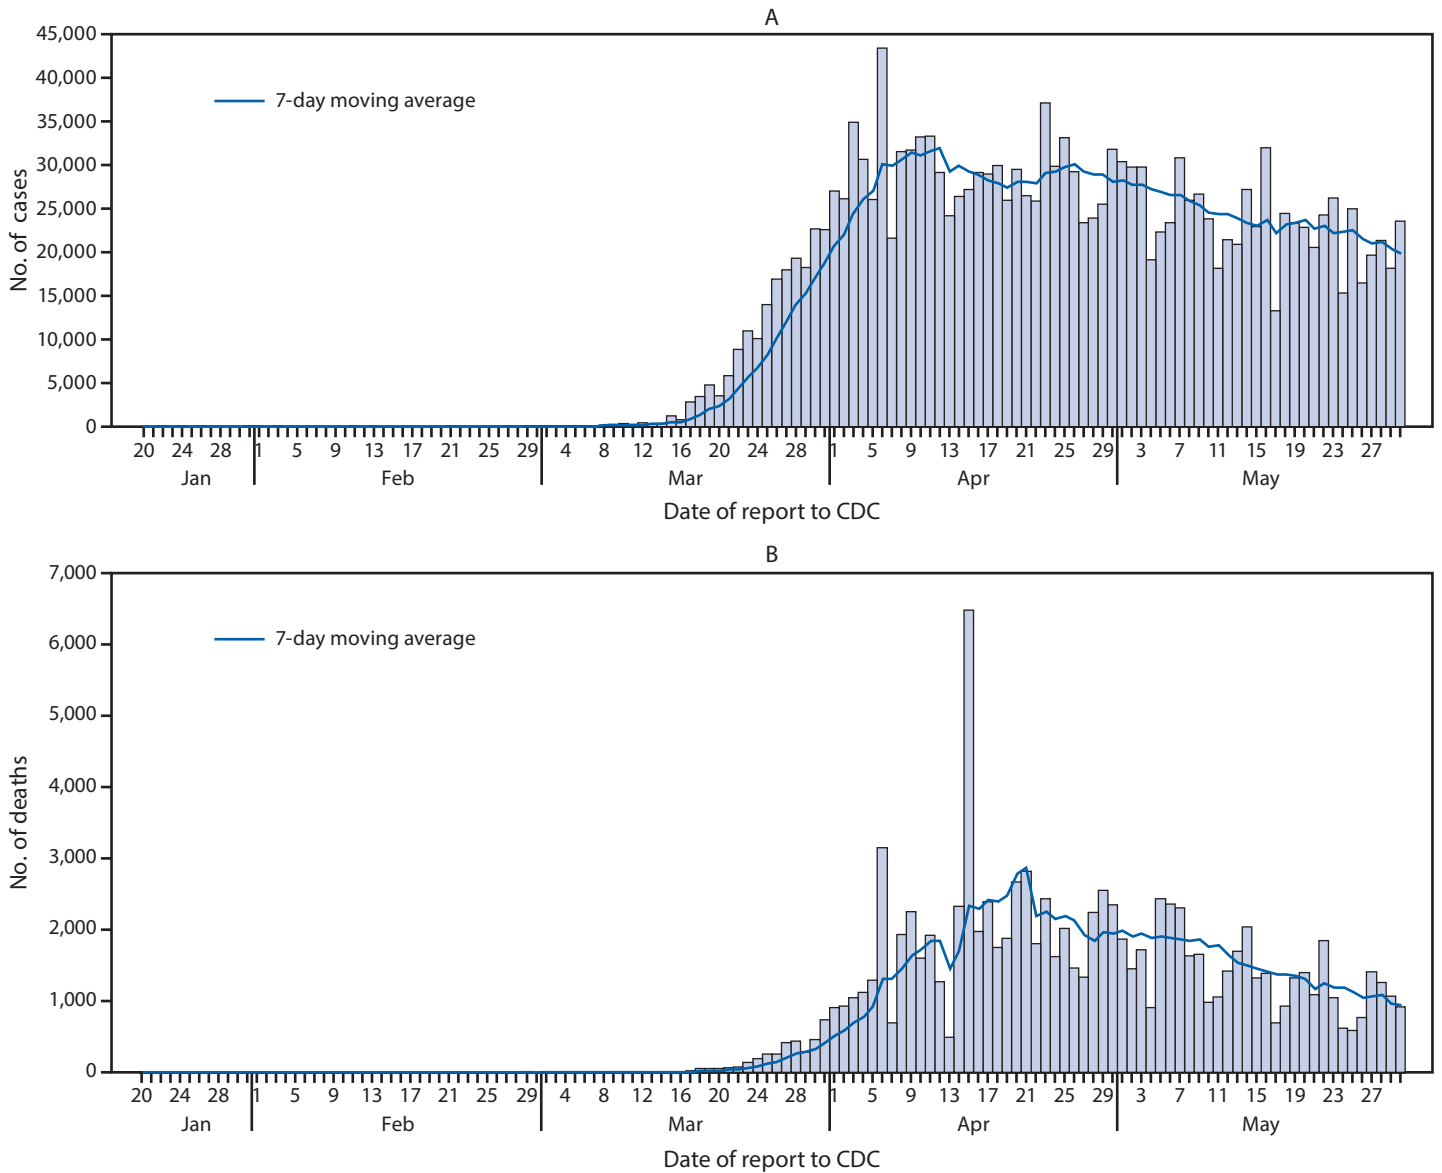 A
45,000
40,000
35,000
30,000
25,000
20,000
15,000
10,000
5,000
0
No. of cases
7-day moving average
20 24 28 1 5 9 13 17 21 25 29 4 8 12 16 20 24 28 1 5 9 13 17 21 25 29 3 7 11 15 19 23 27
Jan Feb Mar Apr May
Date of report to CDC
B
7,000
6,000
5,000
4,000
3,000
2,000
1,000
0
No. of deaths
7-day moving average
20 24 28 1 5 9 13 17 21 25 29 4 8 12 16 20 24 28 1 5 9 13 17 21 25 29 3 7 11 15 19 23 27
Jan Feb Mar Apr May
Date of report to CDC